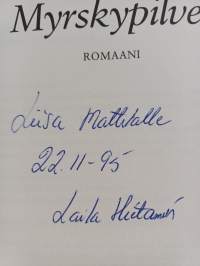 Myrskypilve
ROMAANI
Liisa Mattilalle
22.11-95
Laila Hietamies